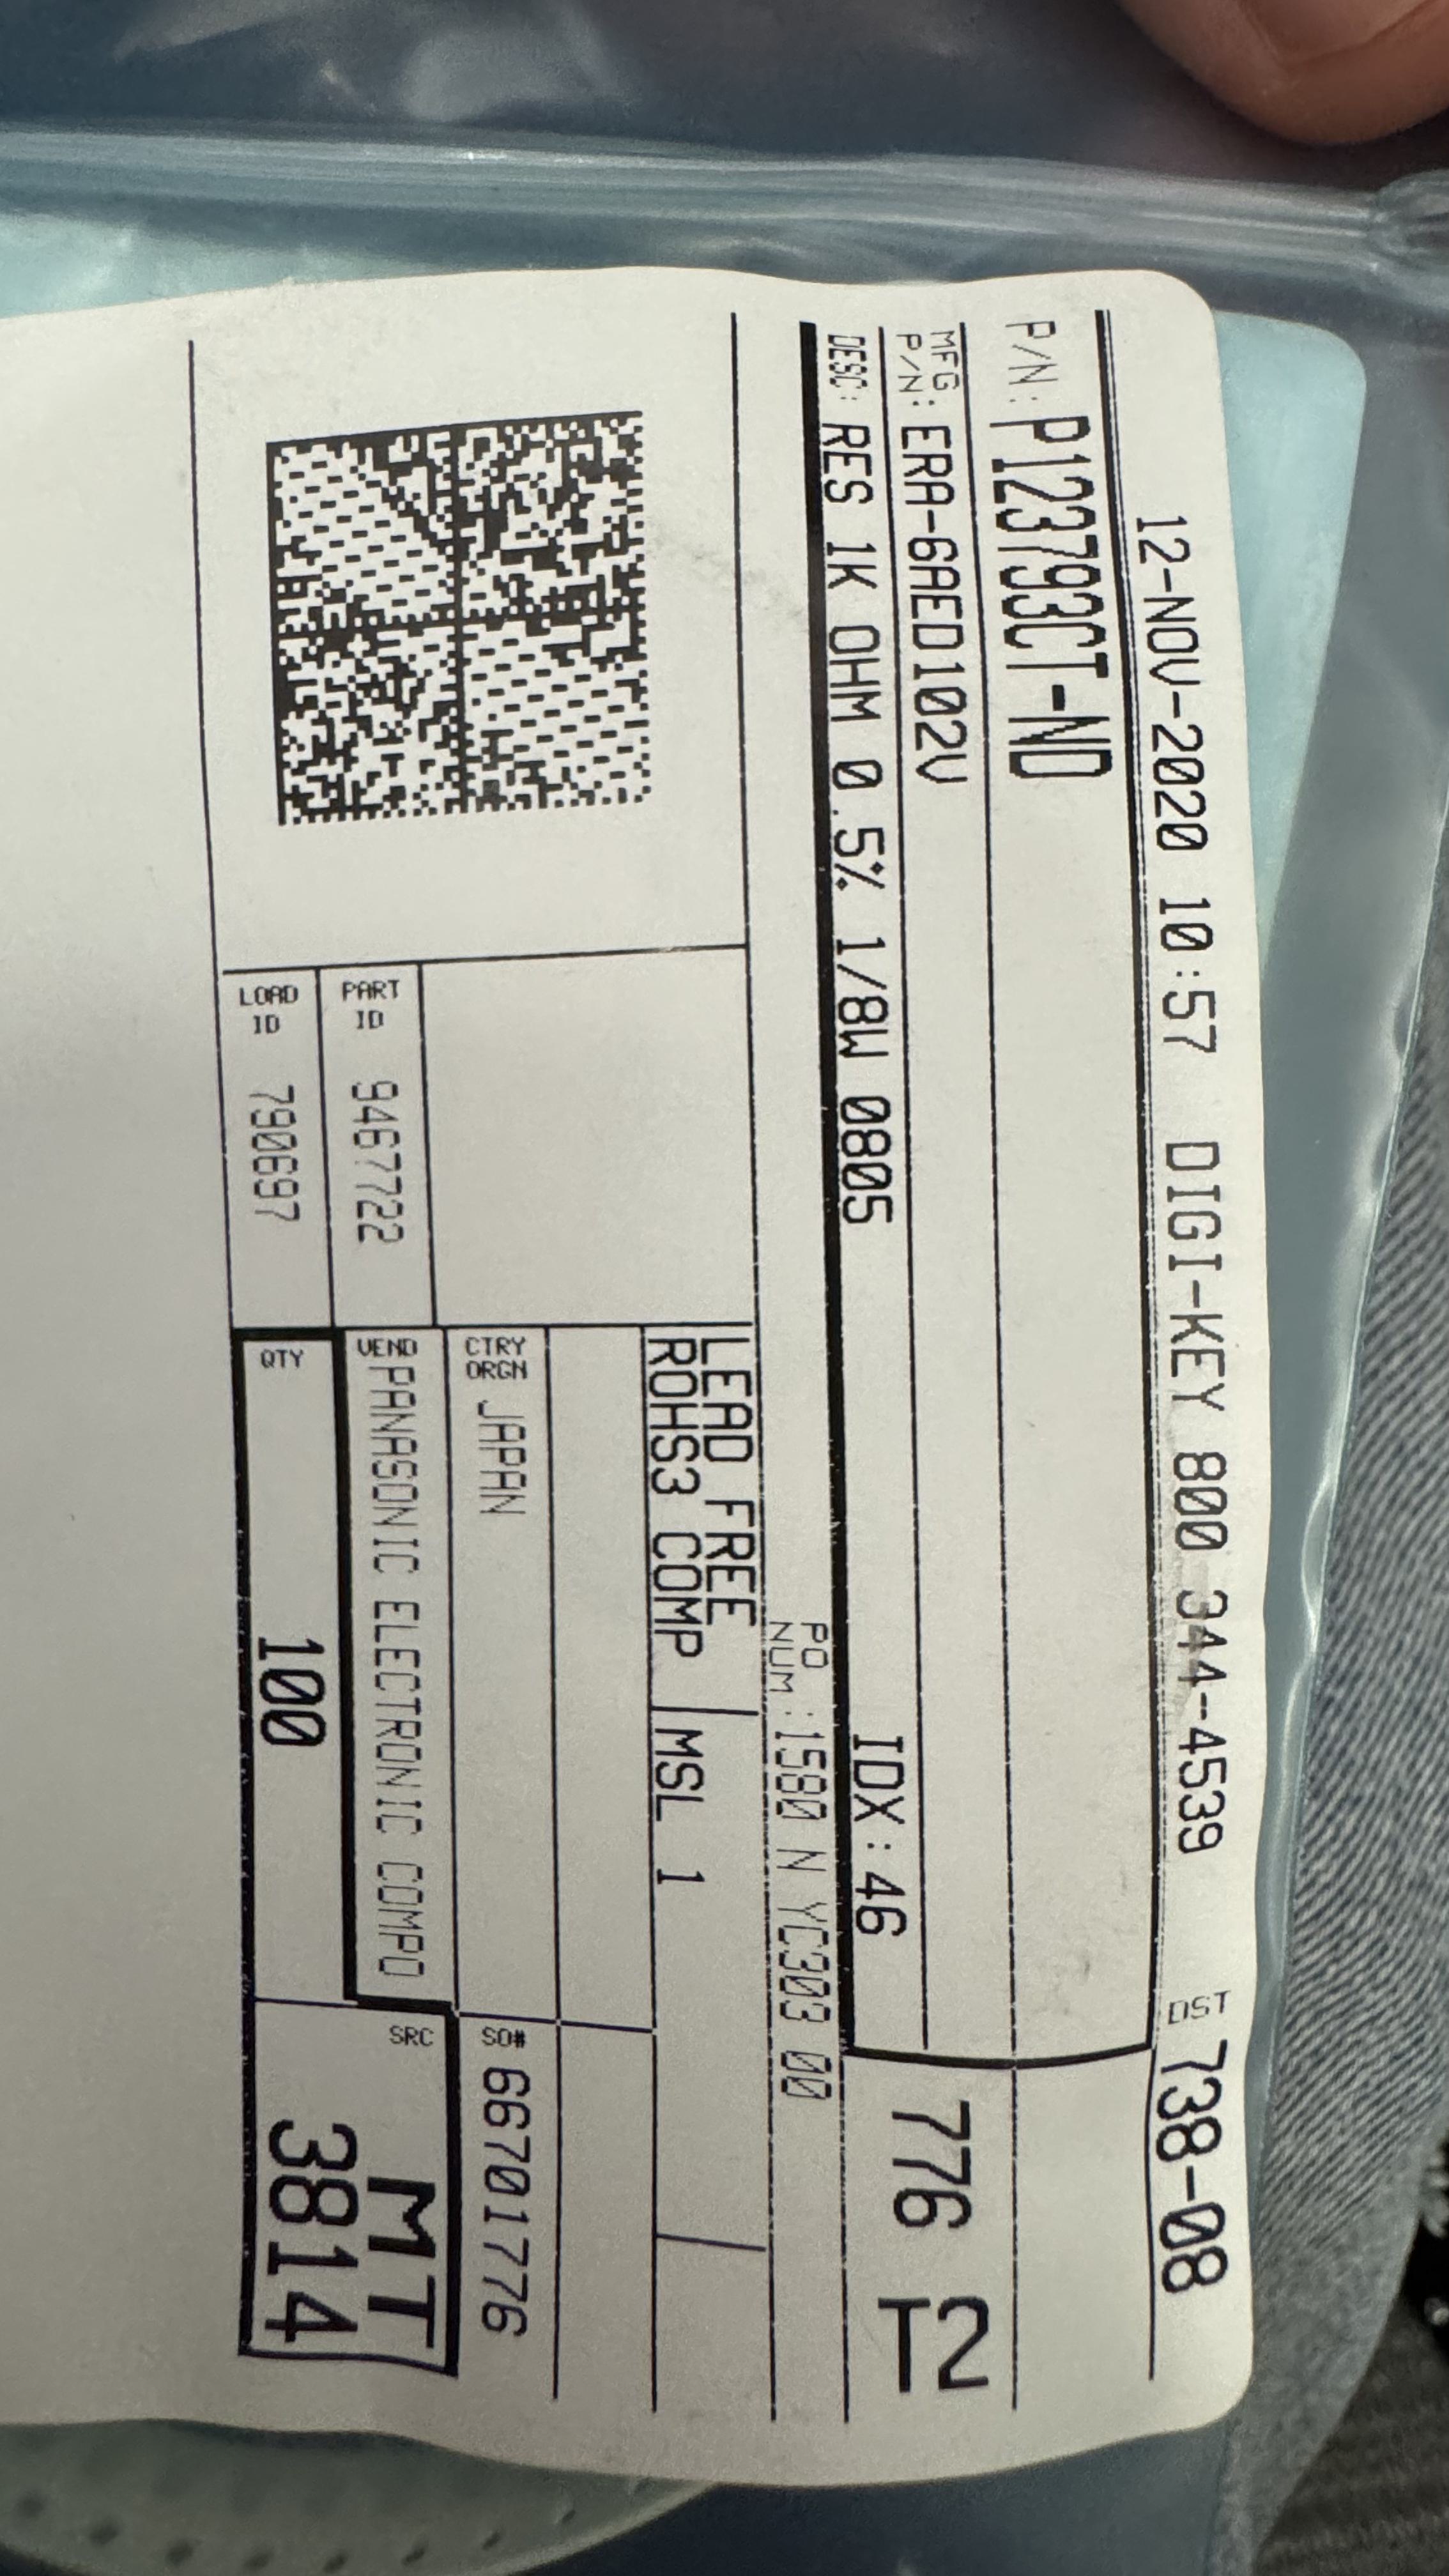 12-NOV-2020 10:57 DIGI-KEY 800 344-4539 DST 738-08
P/N: P123793CT-ND
MFG P/N: ERA-6AED102V
776 T2
DESC: RES 1K OHM 0.5% 1/8W 0805 IDX:46
PO NUM :1580 N YC303 00
LEAD FREE
ROHS3 COMP MSL 1
CTRY ORGN JAPAN
SO# 66701776
PART ID 9467722
VEND PANASONIC ELECTRONIC COMPO
SRC MT
LOAD ID 790697
QTY 100
3814